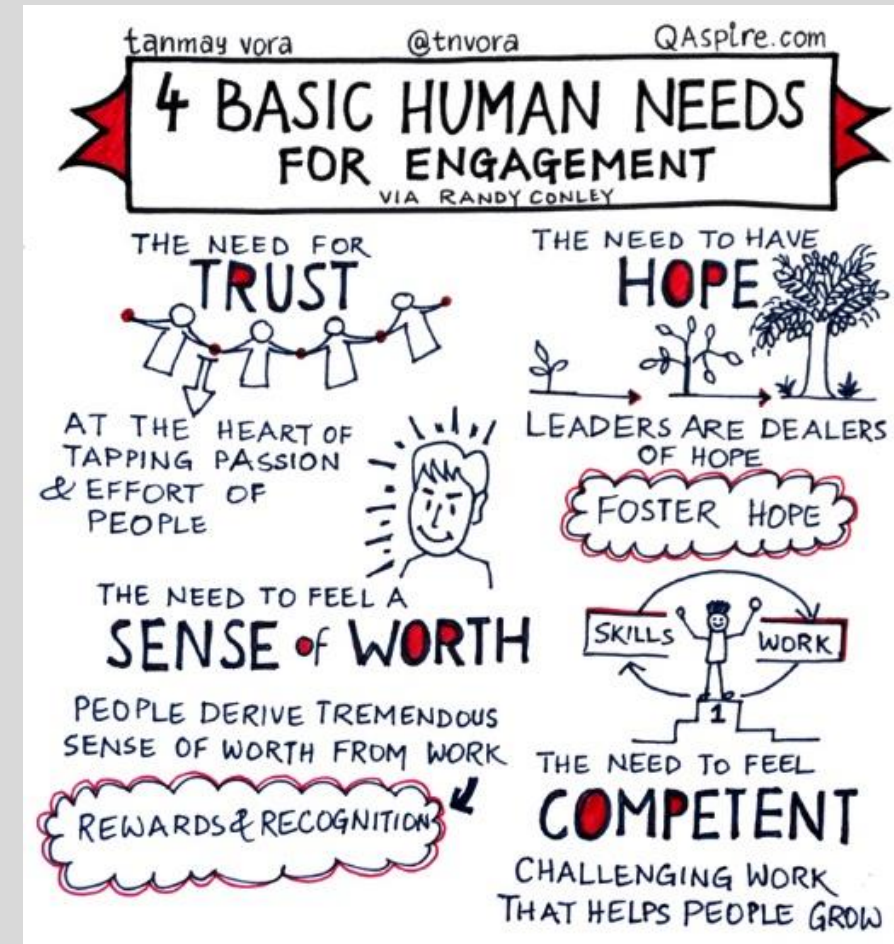 tanmay vora @tnvora QAspire.com
4 BASIC HUMAN NEEDS
FOR ENGAGEMENT
VIA RANDY CONLEY
THE NEED FOR
TRUST
AT THE HEART OF
TAPPING PASSION
& EFFORT OF
PEOPLE
THE NEED TO HAVE
HOPE
LEADERS ARE DEALERS
OF HOPE
FOSTER HOPE
THE NEED TO FEEL A
SENSE of WORTH
PEOPLE DERIVE TREMENDOUS
SENSE OF WORTH FROM WORK
REWARDS & RECOGNITION
SKILLS WORK
1
THE NEED TO FEEL
COMPETENT
CHALLENGING WORK
THAT HELPS PEOPLE GROW